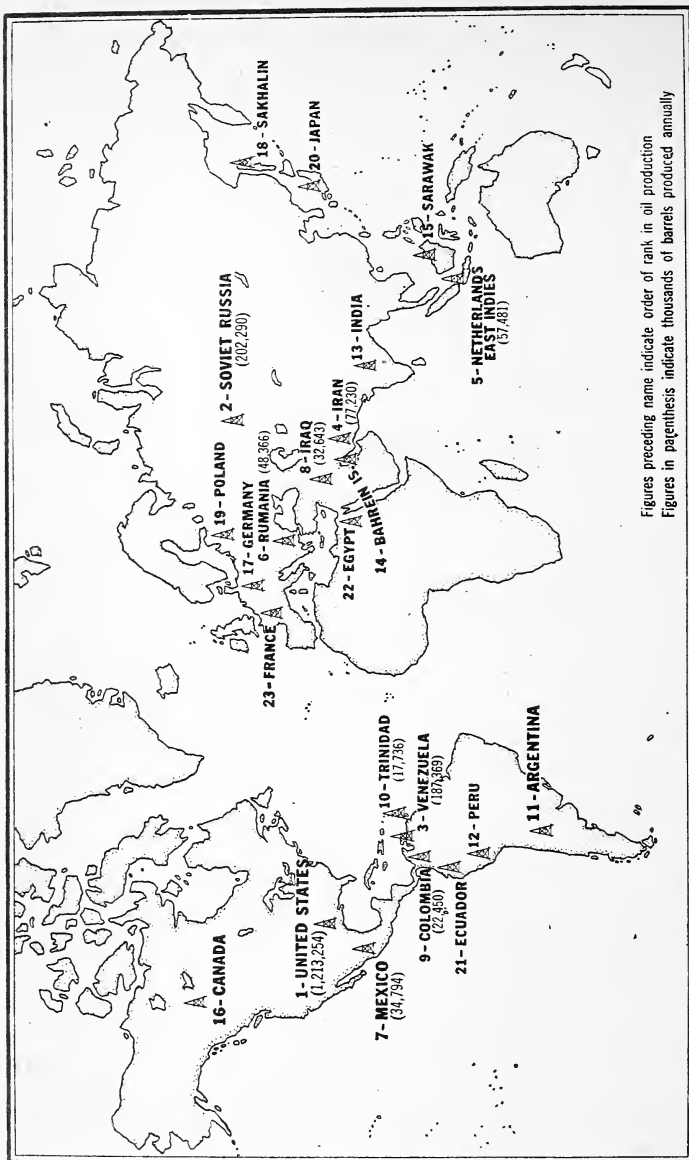 16-CANADA
1-UNITED STATES
(1,213,254)
7-MEXICO
(34,794)
10-TRINIDAD
(17,736)
3-VENEZUELA
(187,369)
9-COLOMBIA
(22,450)
21-ECUADOR
12-PERU
11-ARGENTINA
19-POLAND
17-GERMANY
6-RUMANIA (48,366)
23-FRANCE
2-SOVIET RUSSIA
(202,290)
8-IRAQ
(32,643)
4-IRAN
(77,230)
22-EGYPT
14-BAHREIN IS.
13-INDIA
18-SAKHALIN
20-JAPAN
15-SARAWAK
5-NETHERLANDS
EAST INDIES
(57,481)
Figures preceding name indicate order of rank in oil production
Figures in parenthesis indicate thousands of barrels produced annually